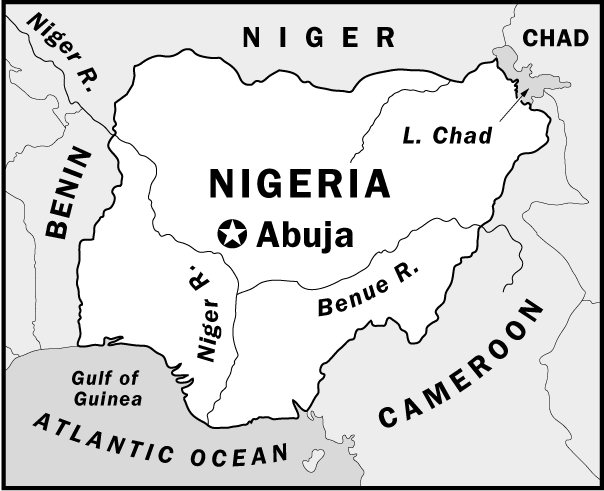 Niger R.
NIGER
CHAD
L. Chad
BENIN
NIGERIA
Abuja
Niger R.
Benue R.
CAMEROON
Gulf of
Guinea
ATLANTIC OCEAN